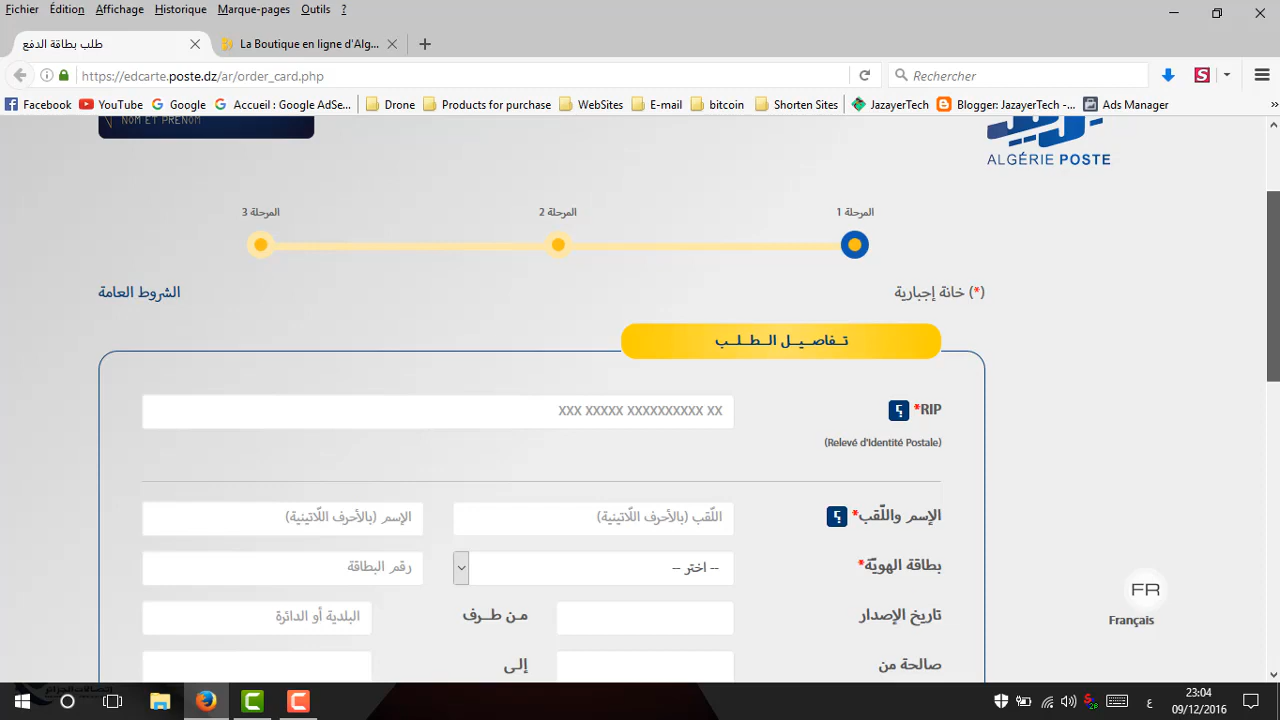 Fichier Édition Affichage Historique Marque-pages Outils ?
طلب بطاقة الدفع
La Boutique en ligne d'Alg...
https://edcarte.poste.dz/ar/order_card.php
Rechercher
Facebook YouTube Google Accueil : Google AdSe... Drone Products for purchase WebSites E-mail bitcoin Shorten Sites JazayerTech Blogger: JazayerTech -... Ads Manager »
NOM ET PRENOM
ALGÉRIE POSTE
المرحلة 1
المرحلة 2
المرحلة 3
(*) خانة إجبارية
الشروط العامة
تـفاصـيـل الـطـلـب
RIP* ؟
XXX XXXXX XXXXXXXXXX XX
(Relevé d'Identité Postale)
الإسم واللّقب* ؟
اللّقب (بالأحرف اللّاتينية)
الإسم (بالأحرف اللّاتينية)
بطاقة الهويّة*
-- اختر --
رقم البطاقة
تاريخ الإصدار
مـن طـرف
البلدية أو الدائرة
صالحة من
إلـى
FR
Français
إتصالات الجزائر
ع
23:04
09/12/2016